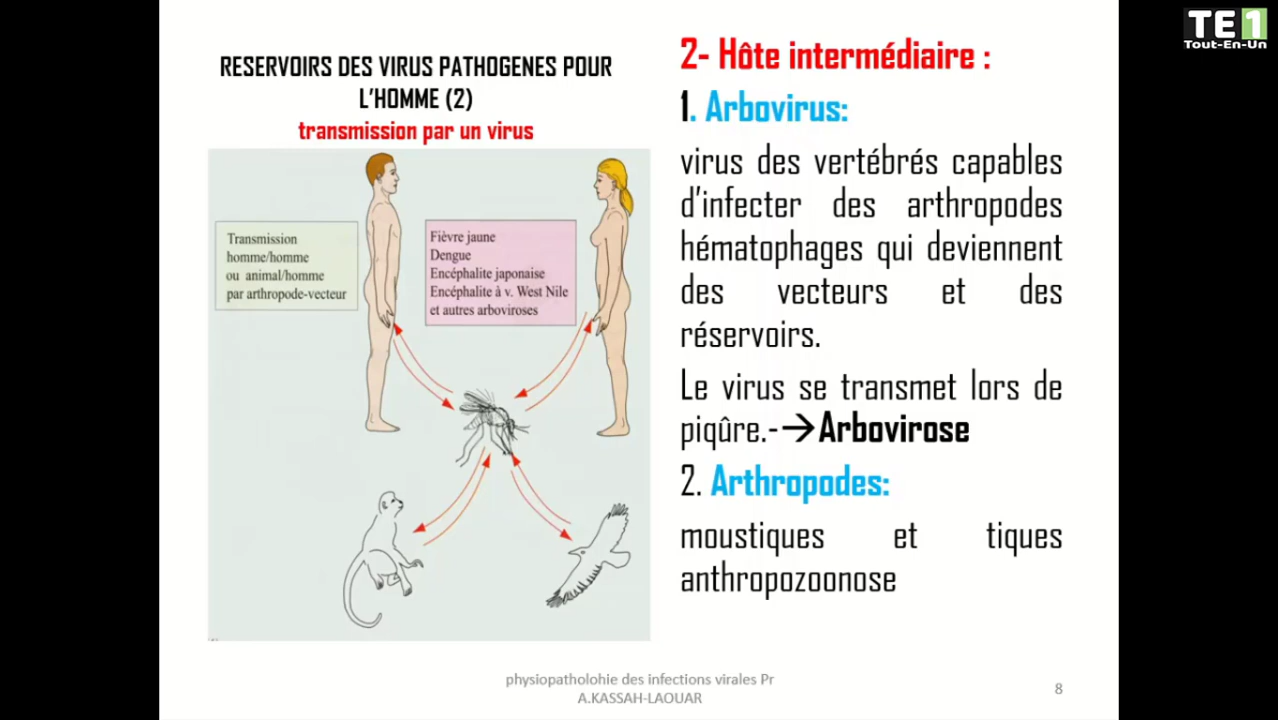 TE1
Tout-En-Un
RESERVOIRS DES VIRUS PATHOGENES POUR
L'HOMME (2)
transmission par un virus
Transmission
homme/homme
ou animal/homme
par arthropode-vecteur
Fièvre jaune
Dengue
Encéphalite japonaise
Encéphalite à v. West Nile
et autres arboviroses
2- Hôte intermédiaire :
1. Arbovirus:
virus des vertébrés capables
d'infecter des arthropodes
hématophages qui deviennent
des vecteurs et des
réservoirs.
Le virus se transmet lors de
piqûre.-→Arbovirose
2. Arthropodes:
moustiques et tiques
anthropozoonose
physiopatholohie des infections virales Pr
A.KASSAH-LAOUAR
8